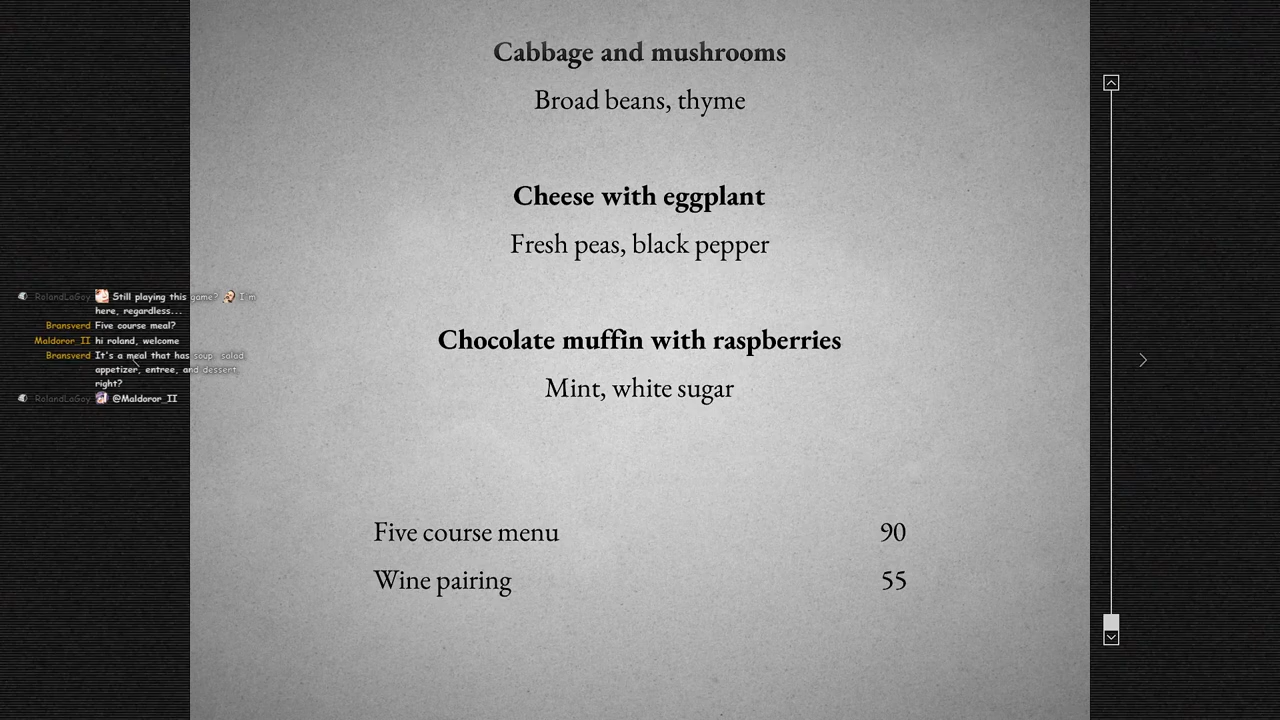 Cabbage and mushrooms
Broad beans, thyme
Cheese with eggplant
Fresh peas, black pepper
Chocolate muffin with raspberries
Mint, white sugar
Five course menu 90
Wine pairing 55
RolandLaGoy Still playing this game? I'm
here, regardless...
Bransverd Five course meal?
Maldoror_II hi roland, welcome
Bransverd It's a meal that has soup, salad
appetizer, entree, and dessert,
right?
RolandLaGoy @Maldoror_II